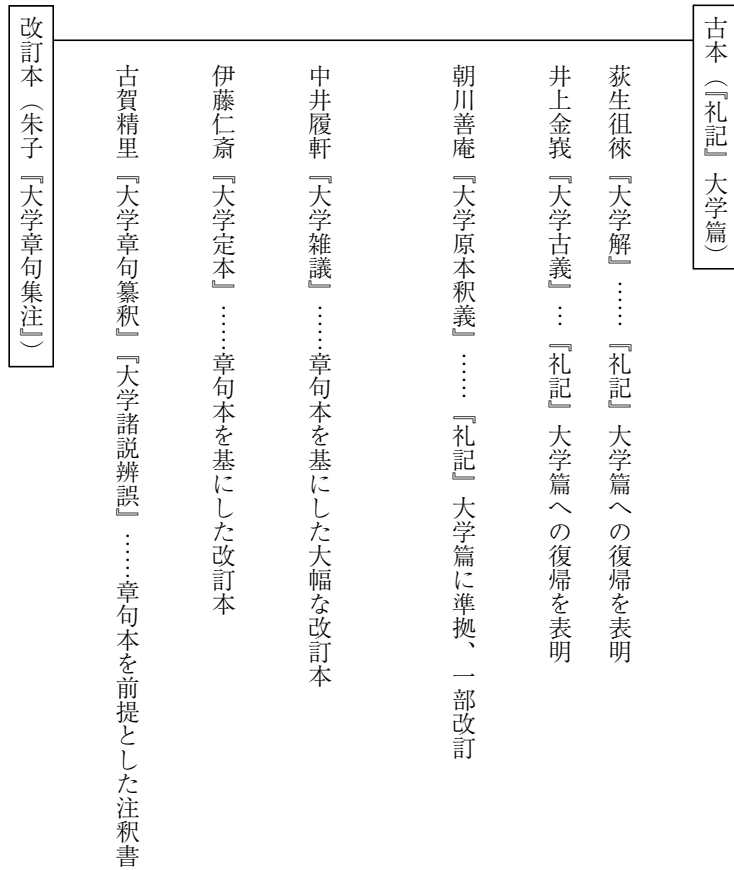 古本（『礼記』大学篇）
荻生徂徠『大学解』……『礼記』大学篇への復帰を表明
井上金峩『大学古義』…『礼記』大学篇への復帰を表明
朝川善庵『大学原本釈義』……『礼記』大学篇に準拠、一部改訂
中井履軒『大学雑議』……章句本を基にした大幅な改訂本
伊藤仁斎『大学定本』……章句本を基にした改訂本
古賀精里『大学章句纂釈』『大学諸説辨誤』……章句本を前提とした注釈書
改訂本（朱子『大学章句集注』）